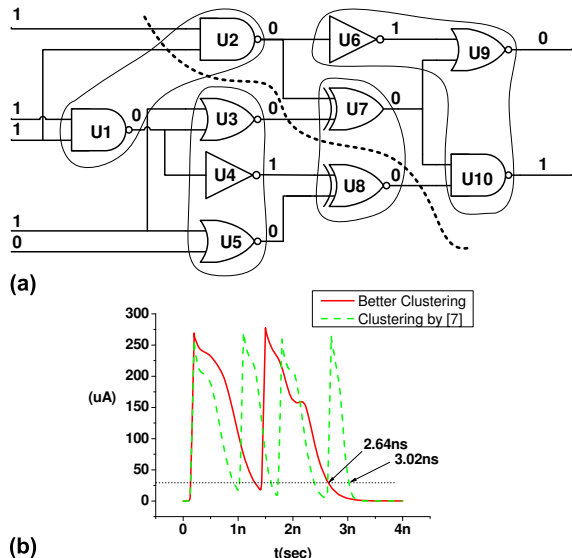 1
U2
0
U6
1
U9
0
1
1
U1
0
U3
0
U7
0
U4
1
U8
0
U10
1
1
0
U5
0
(a)
Better Clustering
Clustering by [7]
300
250
200
(uA)
150
100
50
0
2.64ns
3.02ns
0
1n
2n
3n
4n
t(sec)
(b)